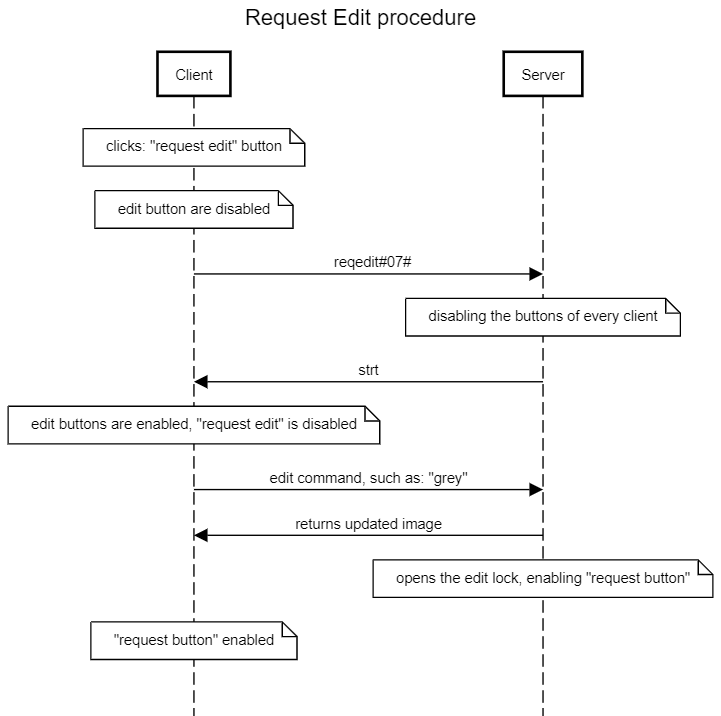 Request Edit procedure
Client
Server
clicks: "request edit" button
edit button are disabled
reqedit#07#
disabling the buttons of every client
strt
edit buttons are enabled, "request edit" is disabled
edit command, such as: "grey"
returns updated image
opens the edit lock, enabling "request button"
"request button" enabled